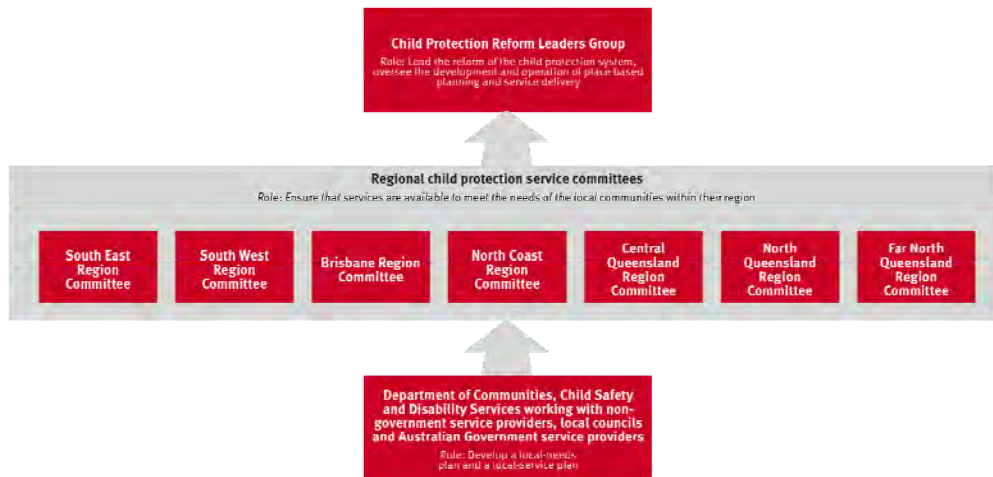 Child Protection Reform Leaders Group
Role: Lead the reform of the child protection system,
oversee the development and operation of place based
planning and service delivery
Regional child protection service committees
Role: Ensure that services are available to meet the needs of the local communities within their region
South East
Region
Committee
South West
Region
Committee
Brisbane Region
Committee
North Coast
Region
Committee
Central
Queensland
Region
Committee
North
Queensland
Region
Committee
Far North
Queensland
Region
Committee
Department of Communities, Child Safety
and Disability Services working with non-
government service providers, local councils
and Australian Government service providers
Role: Develop a local-needs
plan and a local-service plan